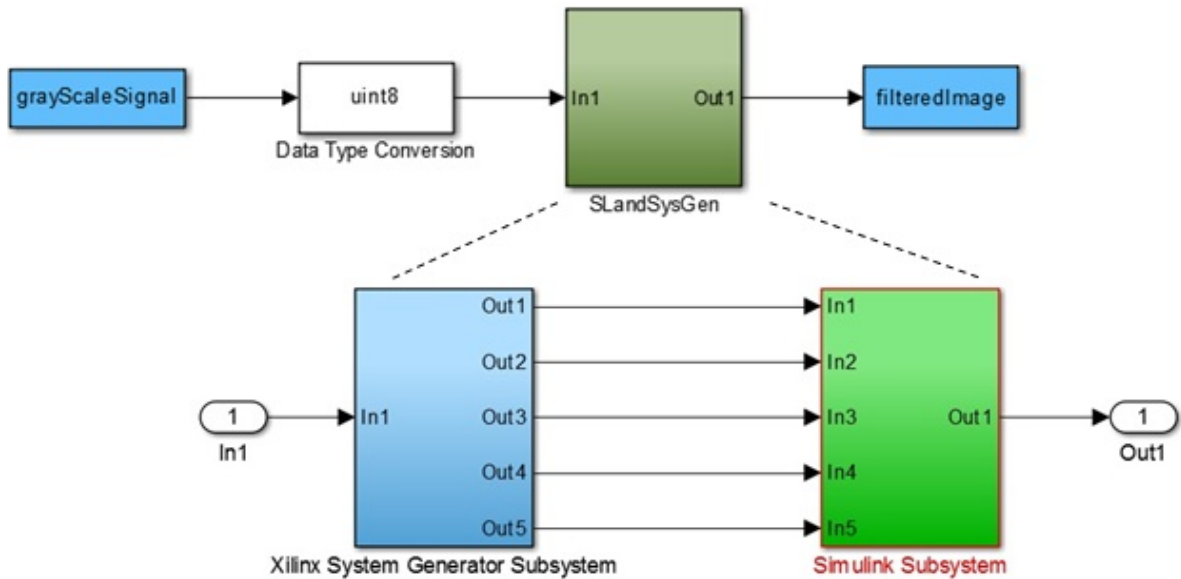 grayScaleSignal
uint8
Data Type Conversion
In1 Out1
SLandSysGen
filteredImage
Out1 In1
Out2 In2
1 In1 Out3 In3 Out1 1
In1 Out1
Out4 In4
Out5 In5
Xilinx System Generator Subsystem Simulink Subsystem